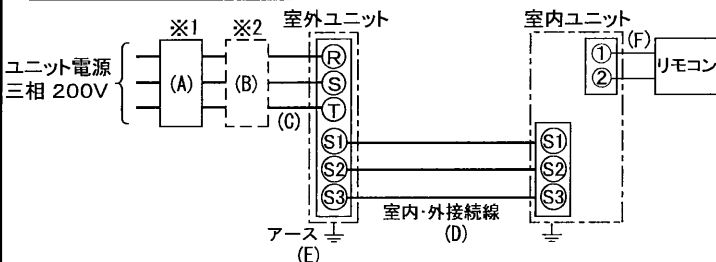 ※1
※2
室外ユニット
室内ユニット
ユニット電源
三相 200V
(A)
(B)
(C)
R
S
T
S1
S2
S3
アース
(E)
室内・外接続線
(D)
S1
S2
S3
①
②
(F)
リモコン